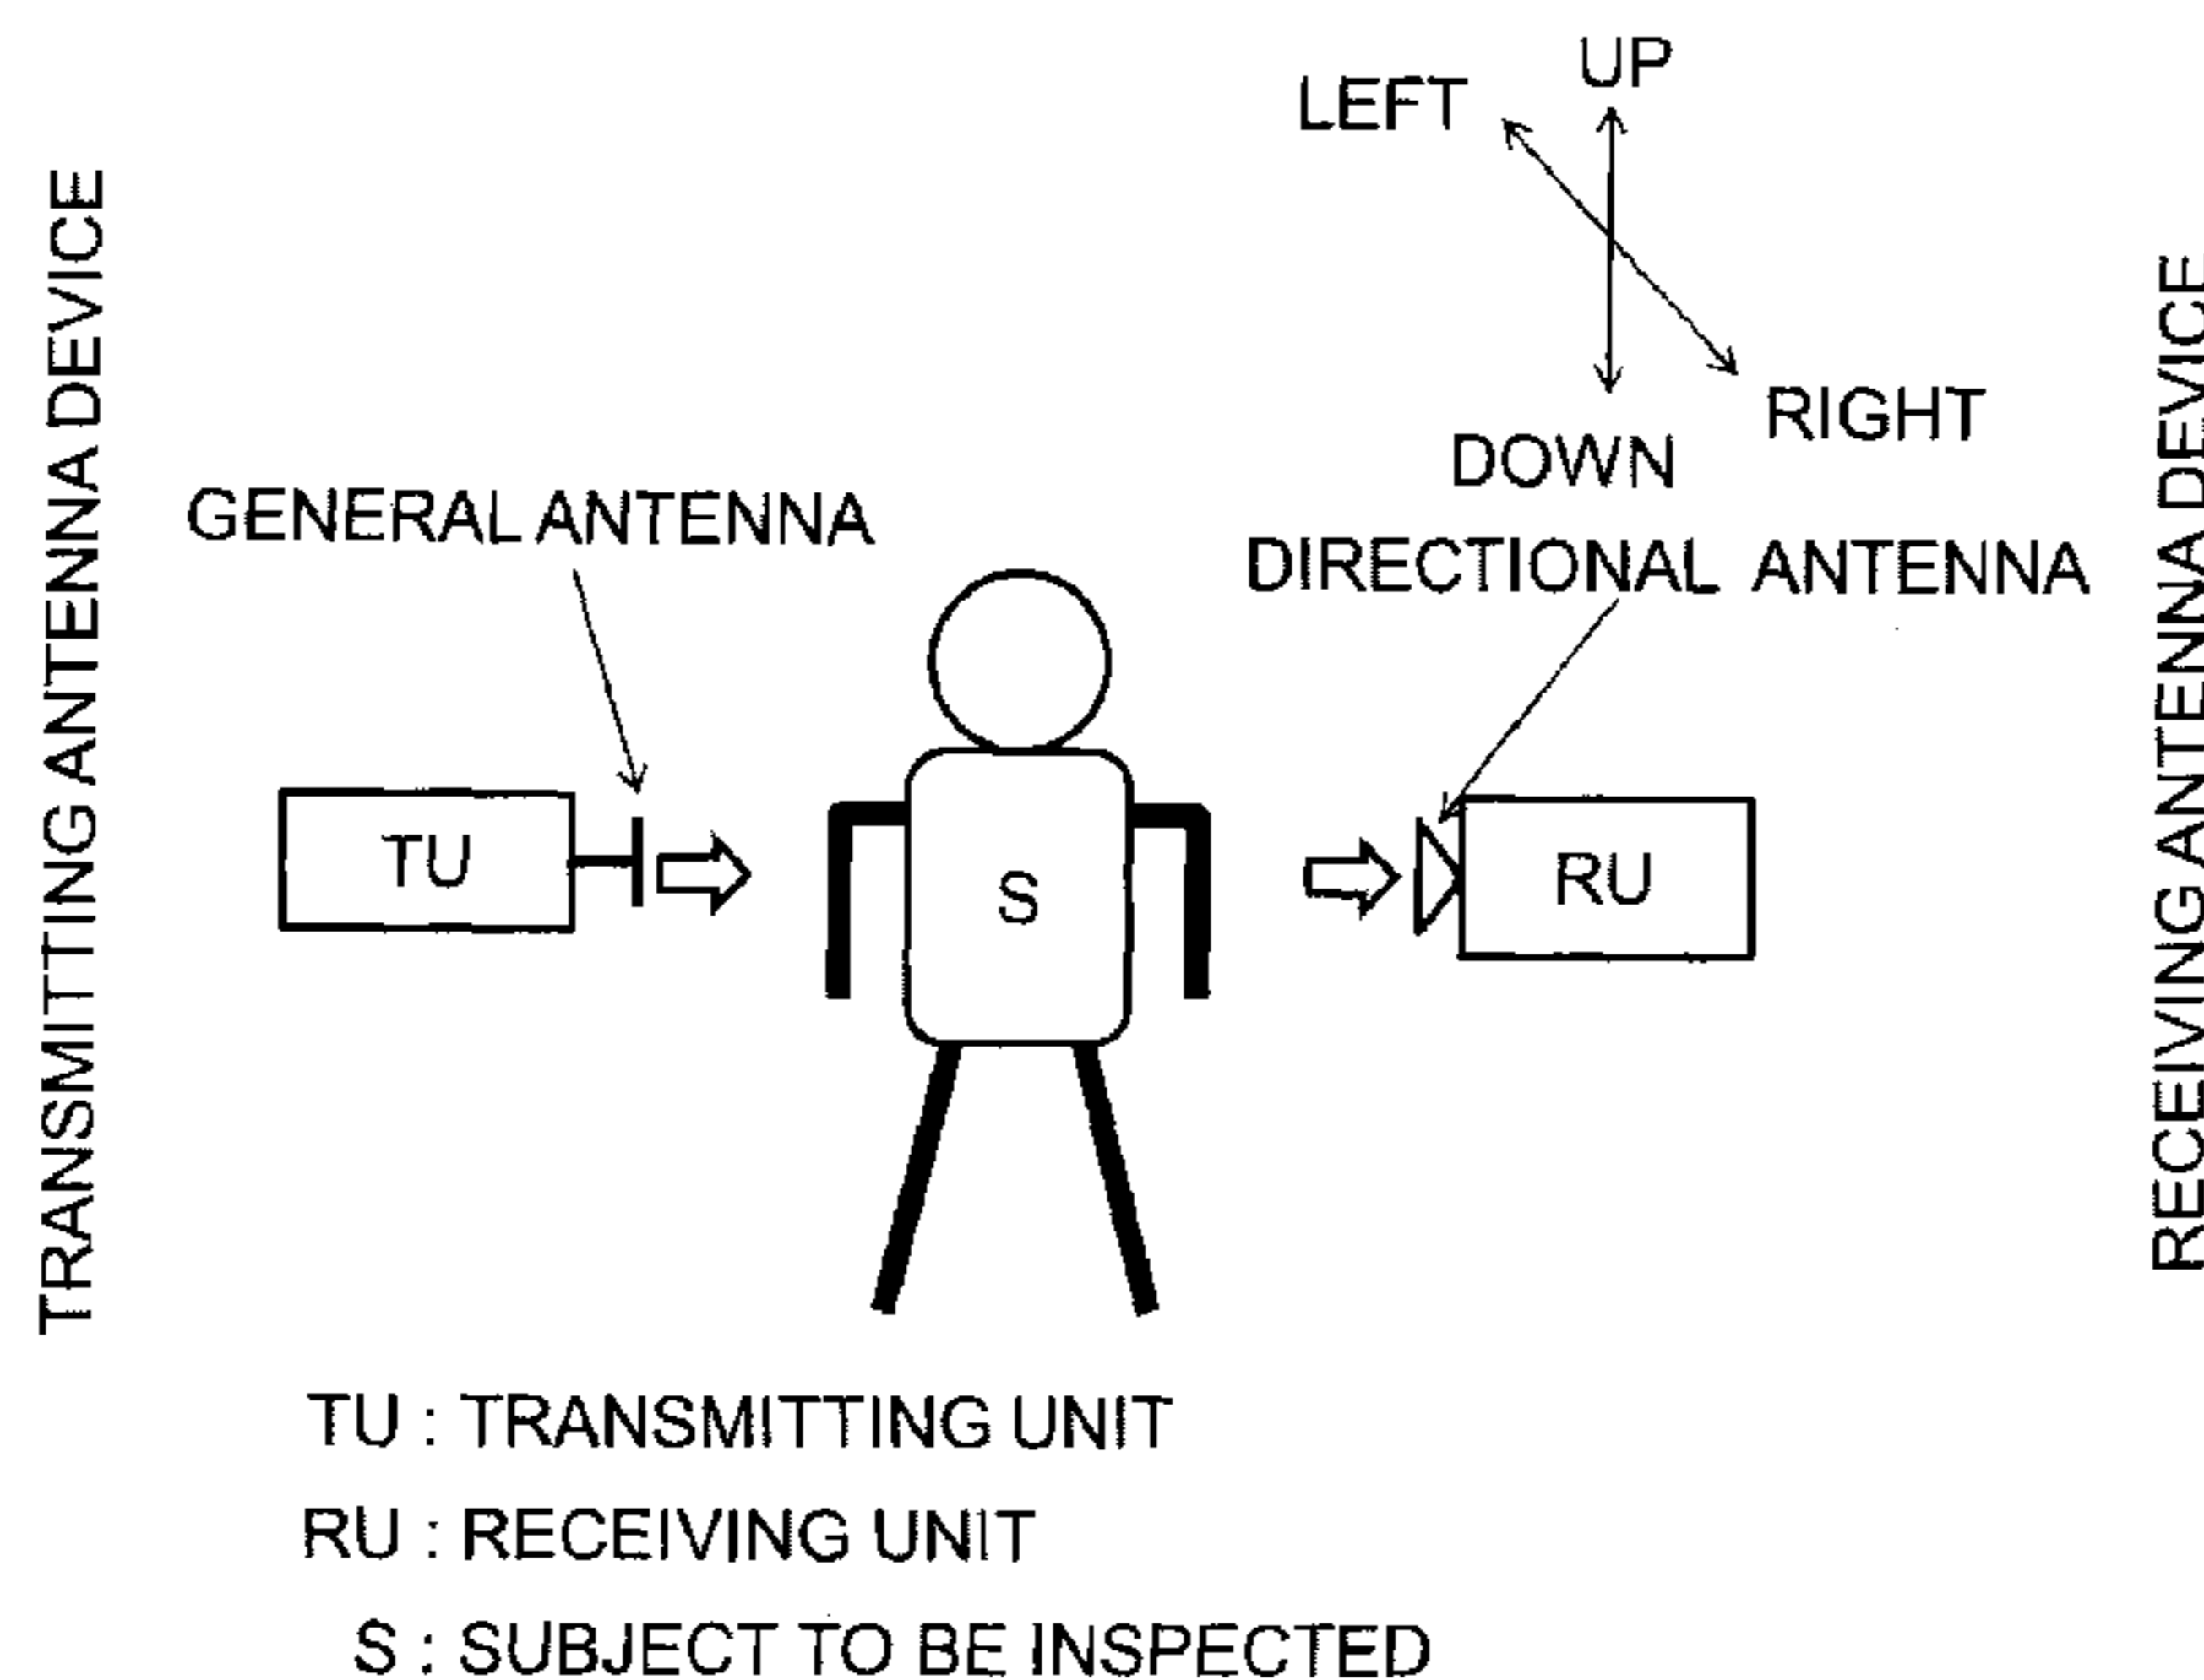 TRANSMITTING ANTENNA DEVICE
UP
LEFT
RIGHT
DOWN
GENERAL ANTENNA
DIRECTIONAL ANTENNA
TU
S
RU
RECEIVING ANTENNA DEVICE
TU : TRANSMITTING UNIT
RU : RECEIVING UNIT
S : SUBJECT TO BE INSPECTED